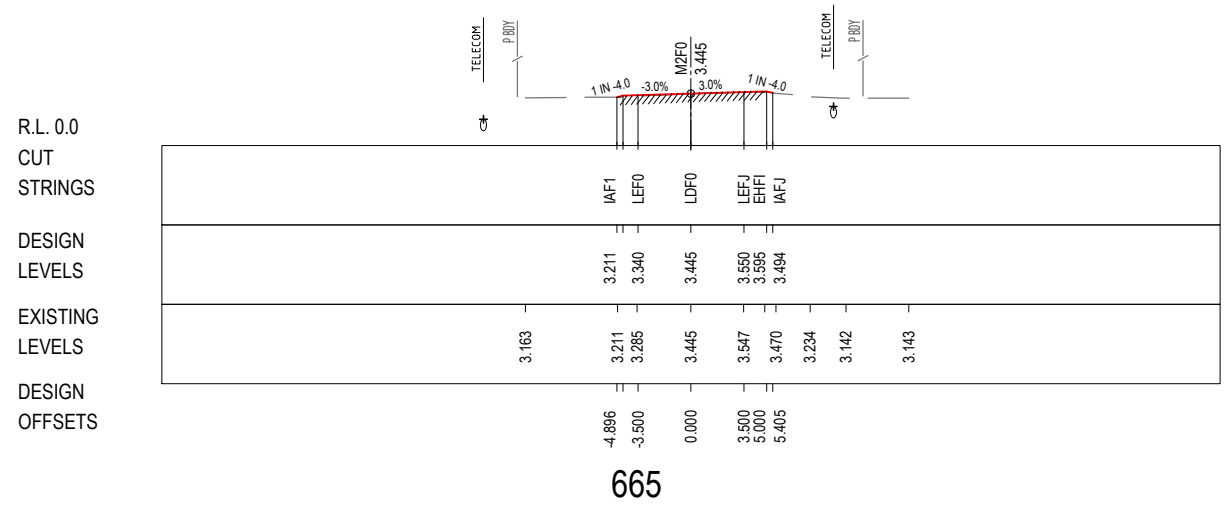 TELECOM
P BDY
M2F0
3.445
TELECOM
P BDY
1 IN -4.0
-3.0%
3.0%
1 IN -4.0
R.L. 0.0
CUT
STRINGS
IAF1
LEF0
LDF0
LEFJ
EHFI
IAFJ
DESIGN
LEVELS
3.211
3.340
3.445
3.550
3.595
3.494
EXISTING
LEVELS
3.163
3.211
3.285
3.445
3.547
3.470
3.234
3.142
3.143
DESIGN
OFFSETS
-4.896
-3.500
0.000
3.500
5.000
5.405
665